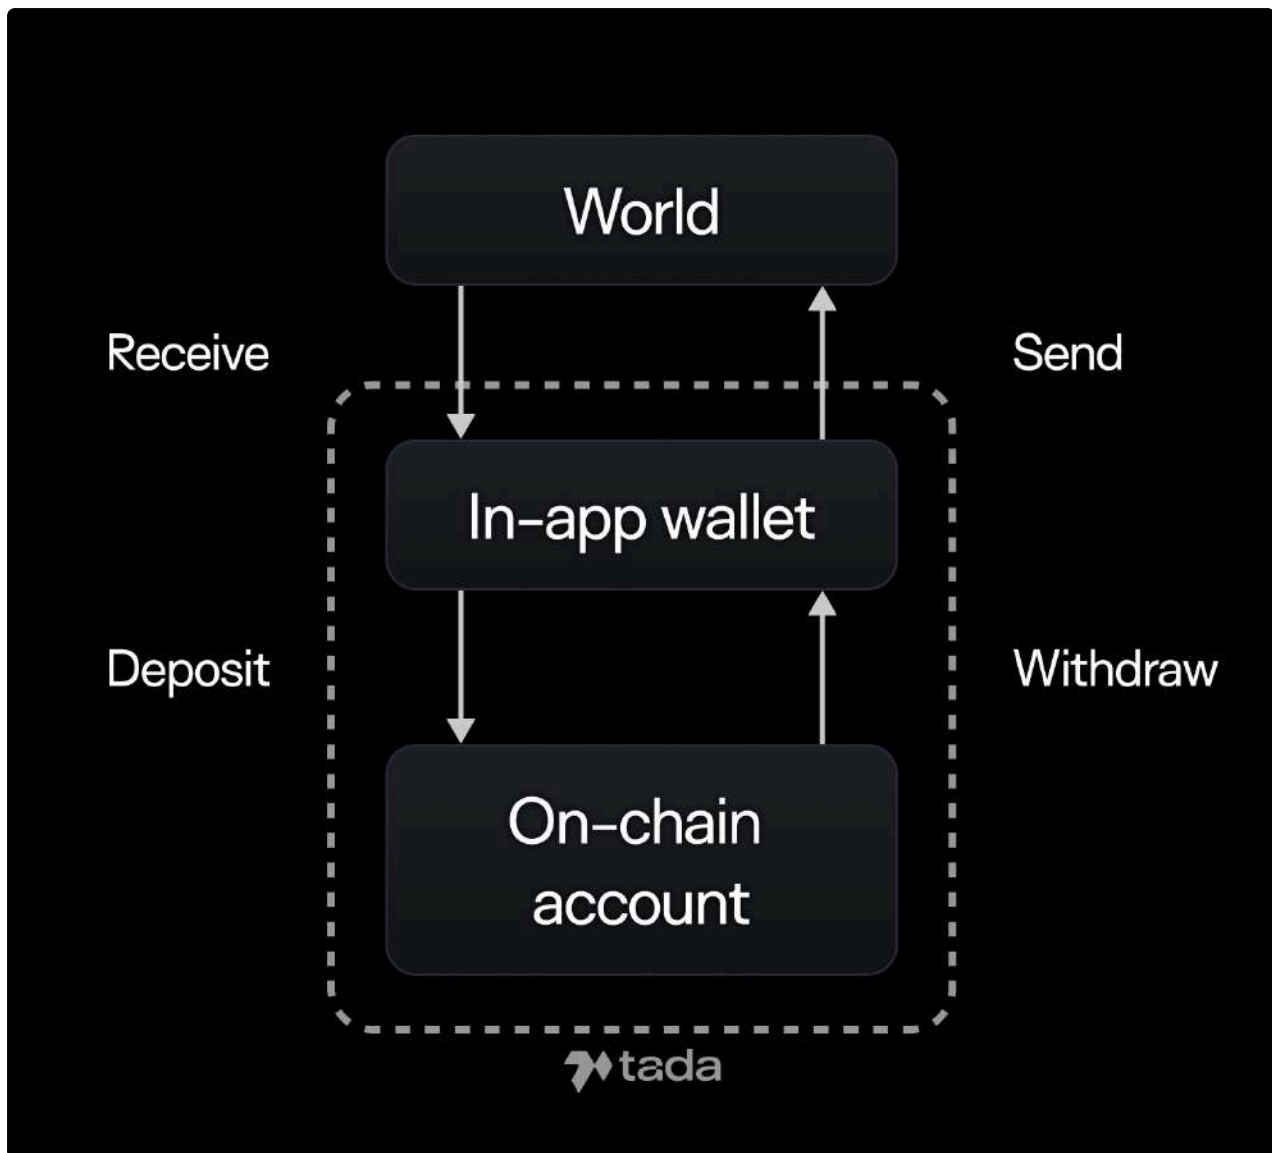 World
Receive
Send
In-app wallet
Deposit
Withdraw
On-chain
account
tada